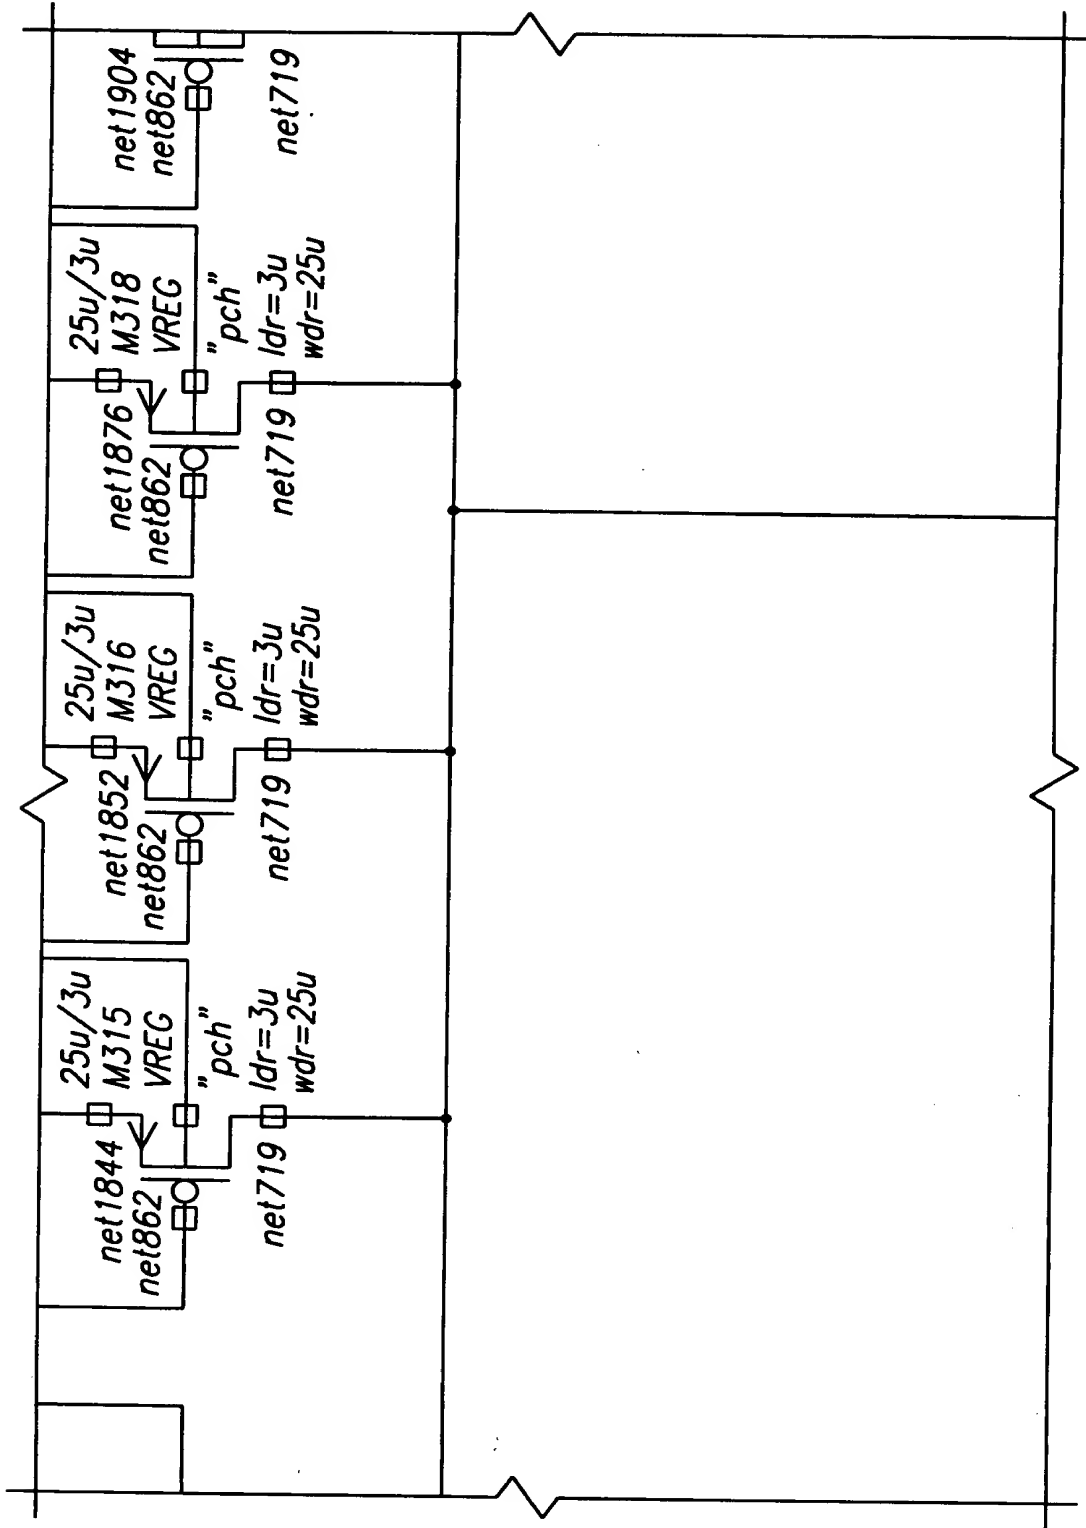 net1844
net862
net719
25u/3u
M315
VREG
"pch"
ldr=3u
wdr=25u
net1852
net862
net719
25u/3u
M316
VREG
"pch"
ldr=3u
wdr=25u
net1876
net862
net719
25u/3u
M318
VREG
"pch"
ldr=3u
wdr=25u
net1904
net862
net719